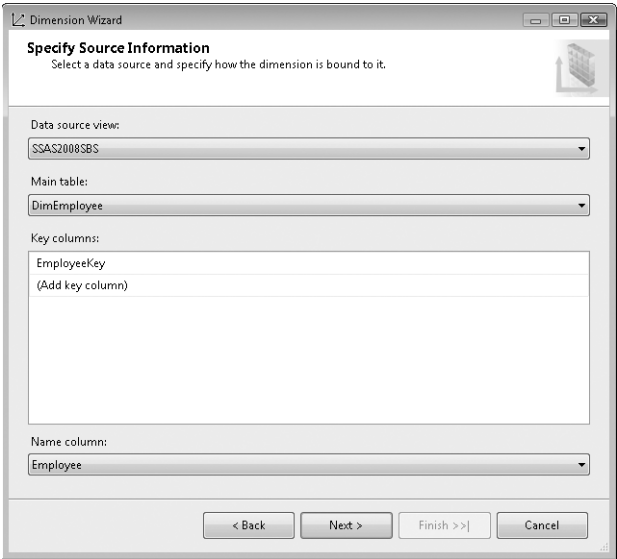 Dimension Wizard
Specify Source Information
Select a data source and specify how the dimension is bound to it.
Data source view:
SSAS2008SBS
Main table:
DimEmployee
Key columns:
EmployeeKey
(Add key column)
Name column:
Employee
< Back Next > Finish >>| Cancel